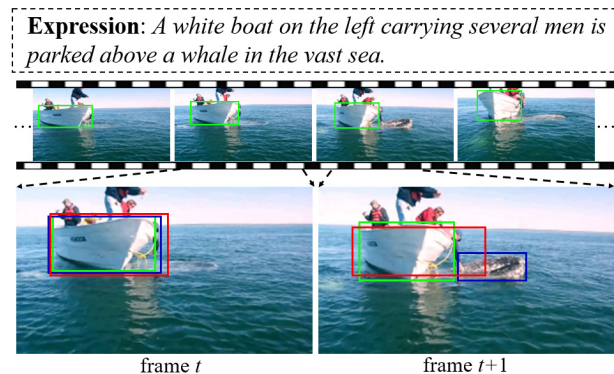 Expression: A white boat on the left carrying several men is
parked above a whale in the vast sea.
...
...
frame t
frame t+1